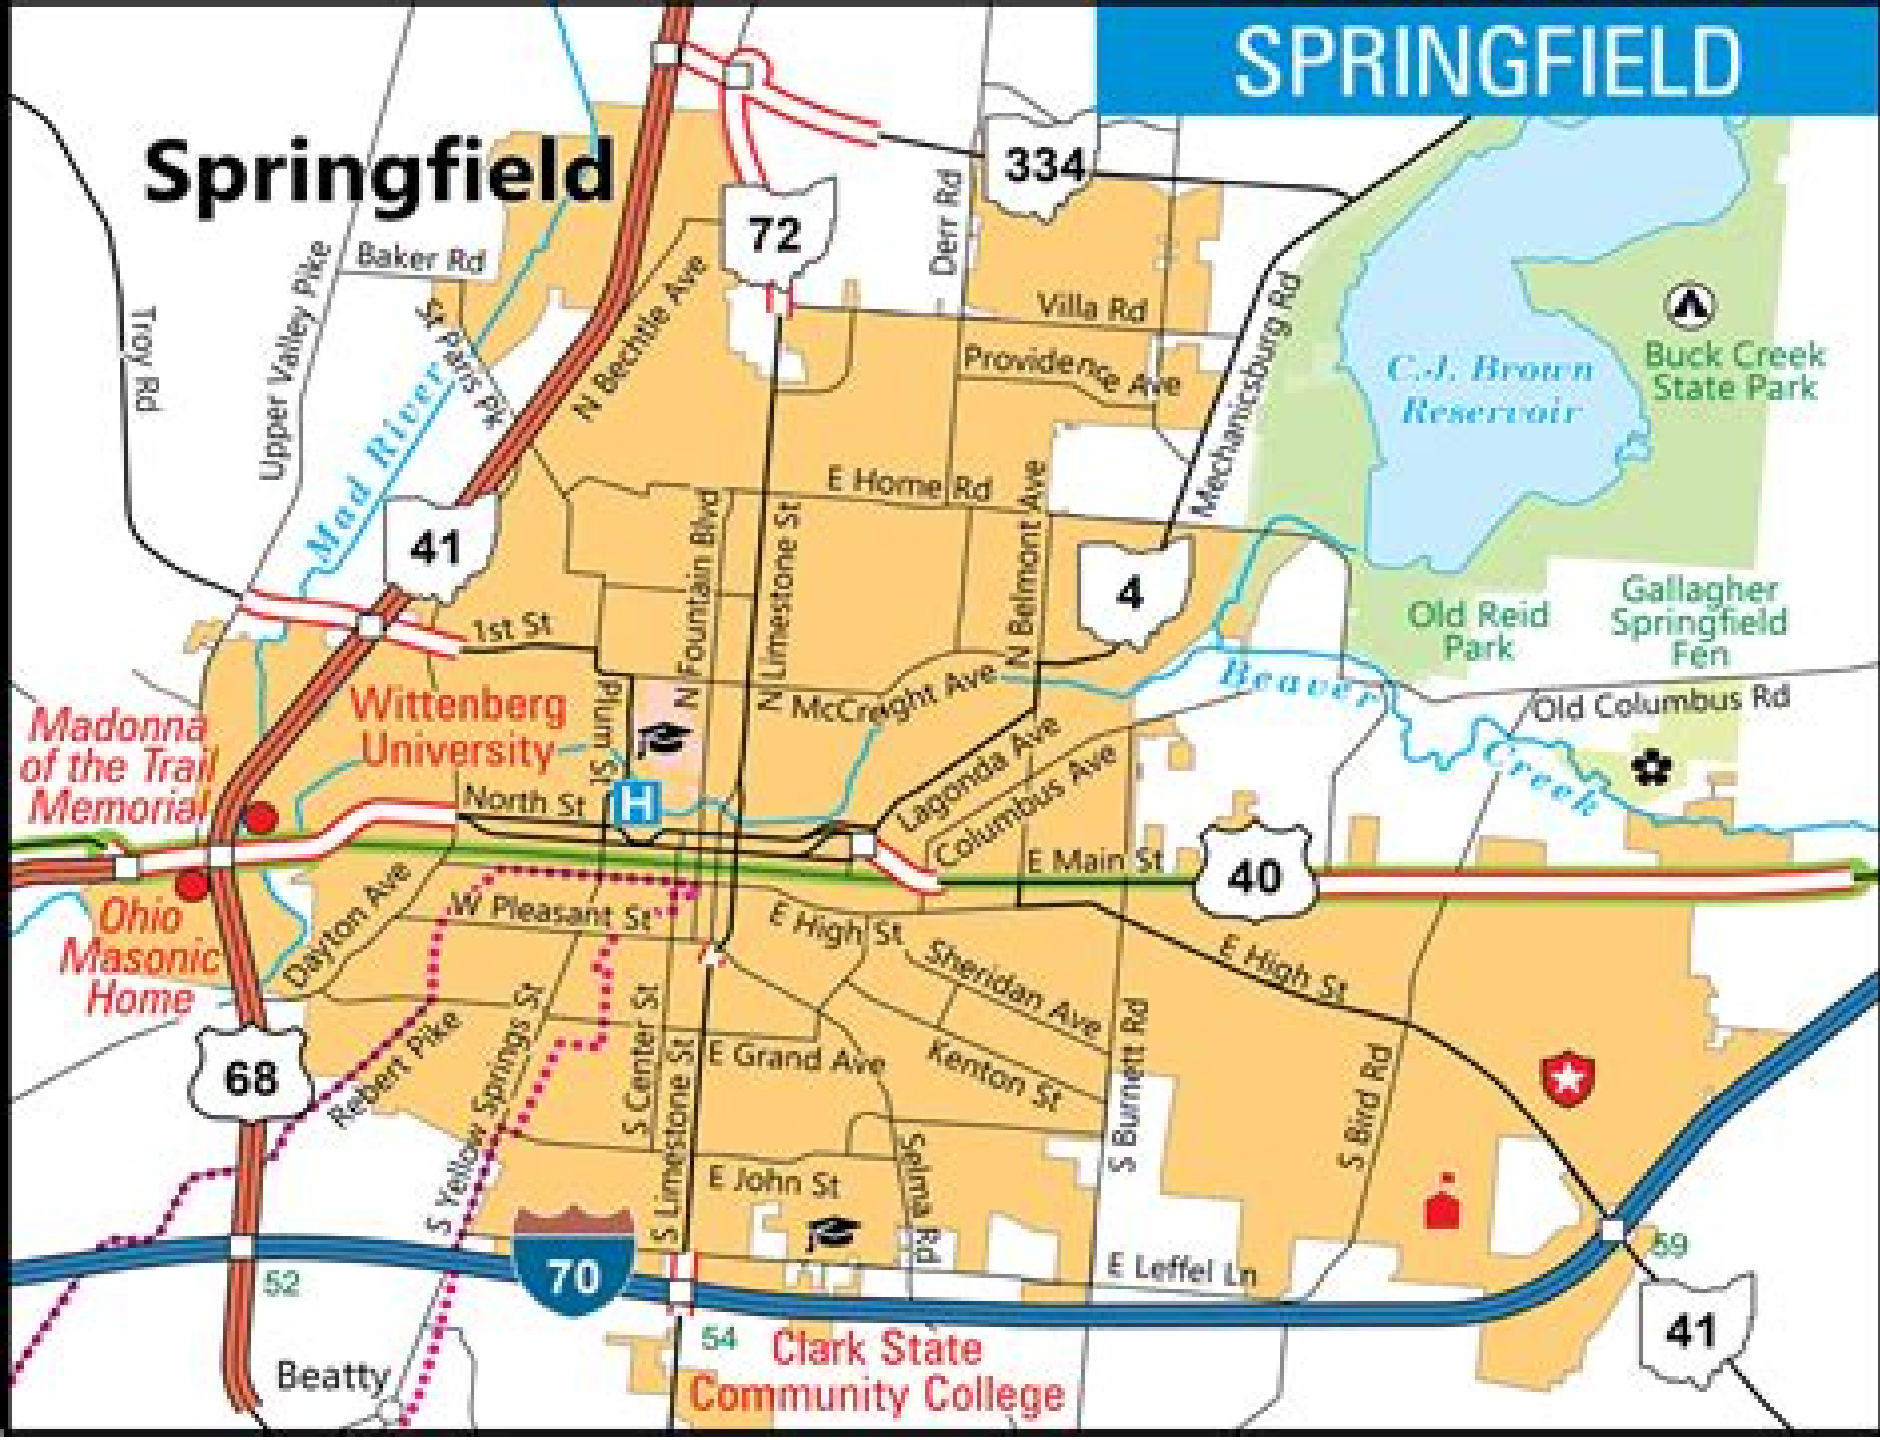 SPRINGFIELD
Springfield
334
72
Derr Rd
Baker Rd
Upper Valley Pike
Troy Rd
St Paris Pk
N Bechtle Ave
Villa Rd
Providence Ave
Mechanicsburg Rd
C.J. Brown
Reservoir
Buck Creek
State Park
Mad River
41
E Home Rd
N Fountain Blvd
N Limestone St
N Belmont Ave
4
1st St
Old Reid
Park
Gallagher
Springfield
Fen
Beaver
Creek
Old Columbus Rd
McCreight Ave
Wittenberg
University
Plum St
Madonna
of the Trail
Memorial
North St
H
Lagonda Ave
Columbus Ave
E Main St
40
Ohio
Masonic
Home
Dayton Ave
W Pleasant St
E High St
Sheridan Ave
E High St
68
Rebert Pike
S Yellow Springs St
S Center St
S Limestone St
E Grand Ave
Kenton St
S Burnett Rd
S Bird Rd
E John St
Selma Rd
E Leffel Ln
70
52
54
59
41
Beatty
Clark State
Community College